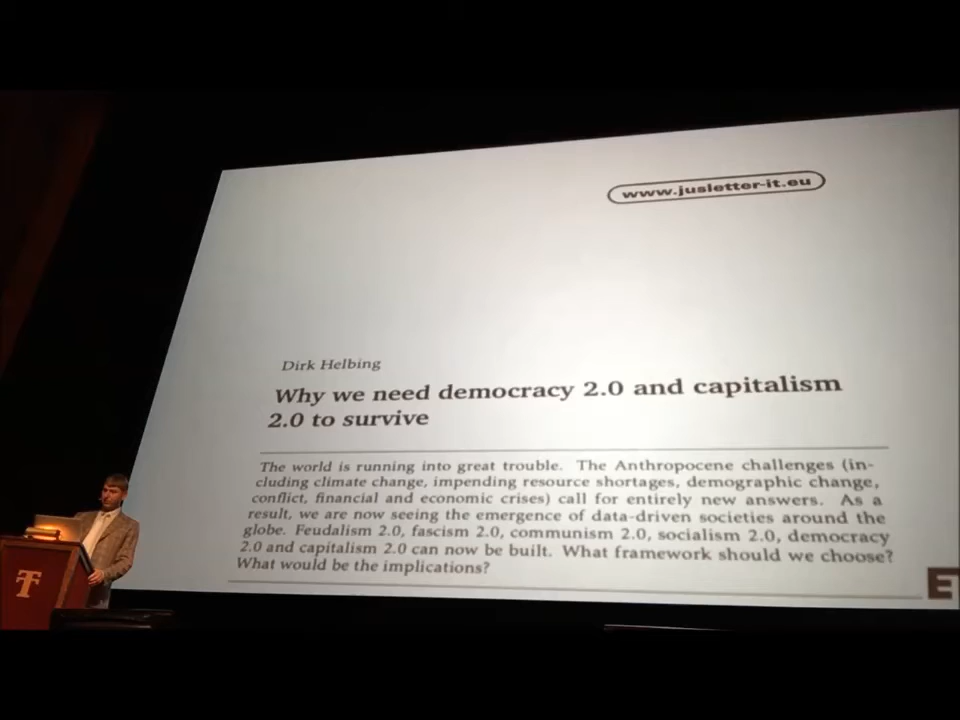 www.jusletter-it.eu
Dirk Helbing
Why we need democracy 2.0 and capitalism
2.0 to survive
The world is running into great trouble. The Anthropocene challenges (in-
cluding climate change, impending resource shortages, demographic change,
conflict, financial and economic crises) call for entirely new answers. As a
result, we are now seeing the emergence of data-driven societies around the
globe. Feudalism 2.0, fascism 2.0, communism 2.0, socialism 2.0, democracy
2.0 and capitalism 2.0 can now be built. What framework should we choose?
What would be the implications?
E